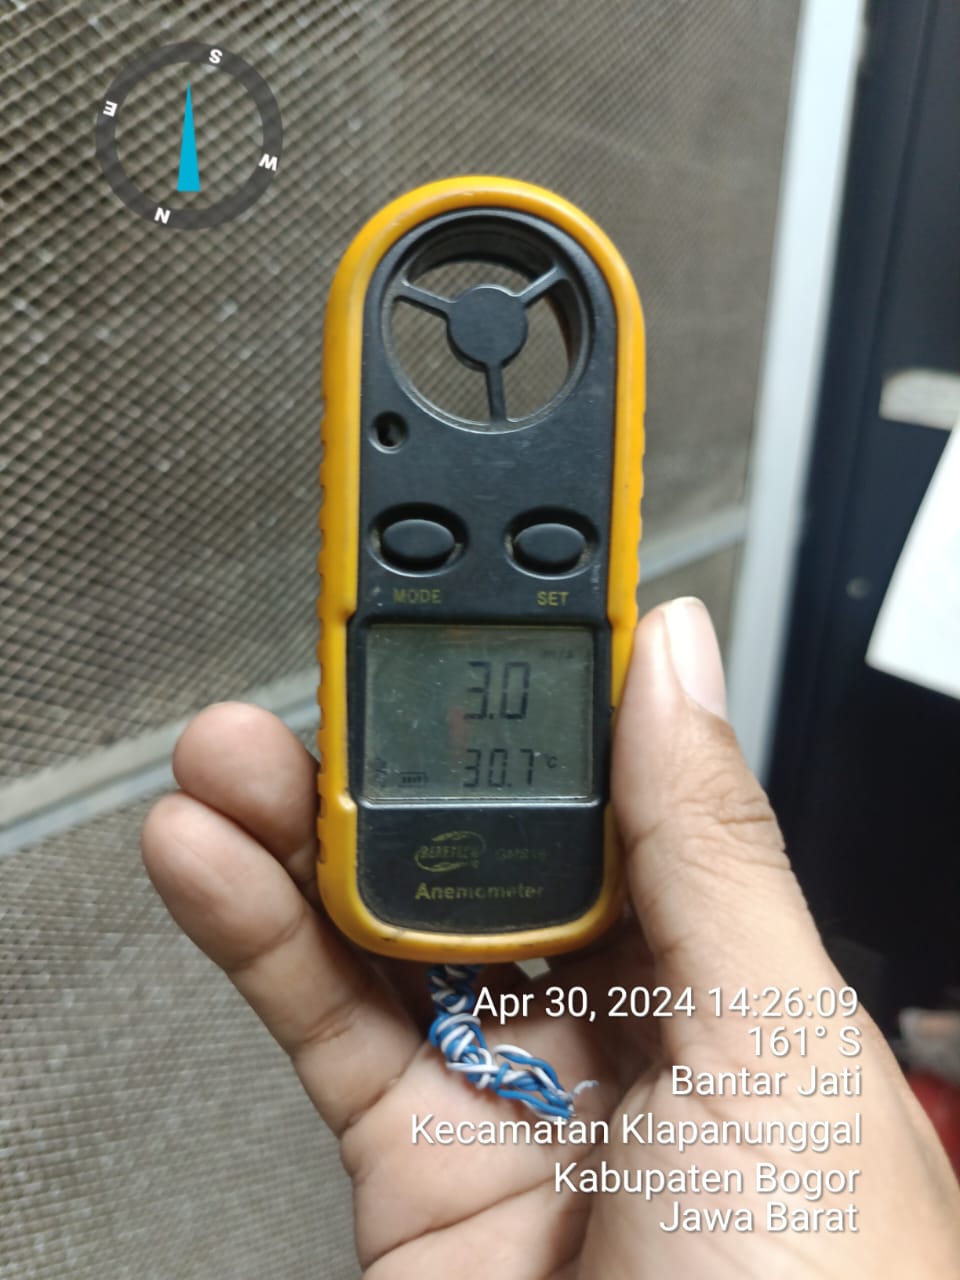 S
E
W
N
MODE
SET
m/s
3.0
30.7 °C
Anemometer
Apr 30, 2024 14:26:09
161° S
Bantar Jati
Kecamatan Klapanunggal
Kabupaten Bogor
Jawa Barat